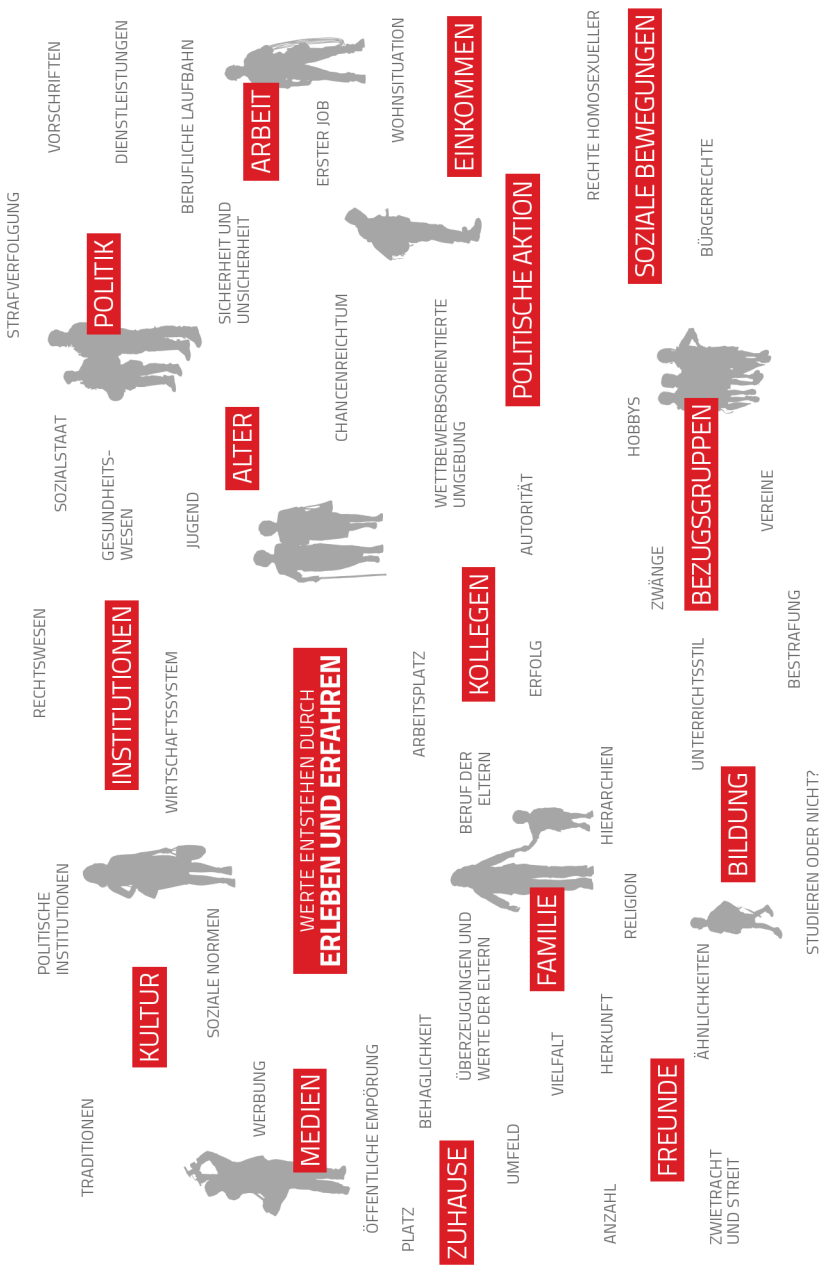 STRAFVERFOLGUNG
TRADITIONEN
POLITISCHE
INSTITUTIONEN
RECHTSWESEN
SOZIALSTAAT
VORSCHRIFTEN
KULTUR
INSTITUTIONEN
GESUNDHEITS-
WESEN
POLITIK
DIENSTLEISTUNGEN
SOZIALE NORMEN
WIRTSCHAFTSSYSTEM
JUGEND
BERUFLICHE LAUFBAHN
WERBUNG
ALTER
SICHERHEIT UND
UNSICHERHEIT
ARBEIT
MEDIEN
WERTE ENTSTEHEN DURCH
ERLEBEN UND ERFAHREN
CHANCENREICHTUM
ERSTER JOB
ÖFFENTLICHE EMPÖRUNG
WOHNSITUATION
PLATZ
BEHAGLICHKEIT
ARBEITSPLATZ
WETTBEWERBSORIENTIERTE
UMGEBUNG
EINKOMMEN
ZUHAUSE
ÜBERZEUGUNGEN UND
WERTE DER ELTERN
BERUF DER
ELTERN
KOLLEGEN
POLITISCHE AKTION
UMFELD
AUTORITÄT
ERFOLG
VIELFALT
FAMILIE
ANZAHL
HERKUNFT
HIERARCHIEN
RECHTE HOMOSEXUELLER
RELIGION
HOBBYS
SOZIALE BEWEGUNGEN
FREUNDE
ZWÄNGE
ÄHNLICHKEITEN
UNTERRICHTSSTIL
BEZUGSGRUPPEN
BÜRGERRECHTE
ZWIETRACHT
UND STREIT
BILDUNG
VEREINE
BESTRAFUNG
STUDIEREN ODER NICHT?